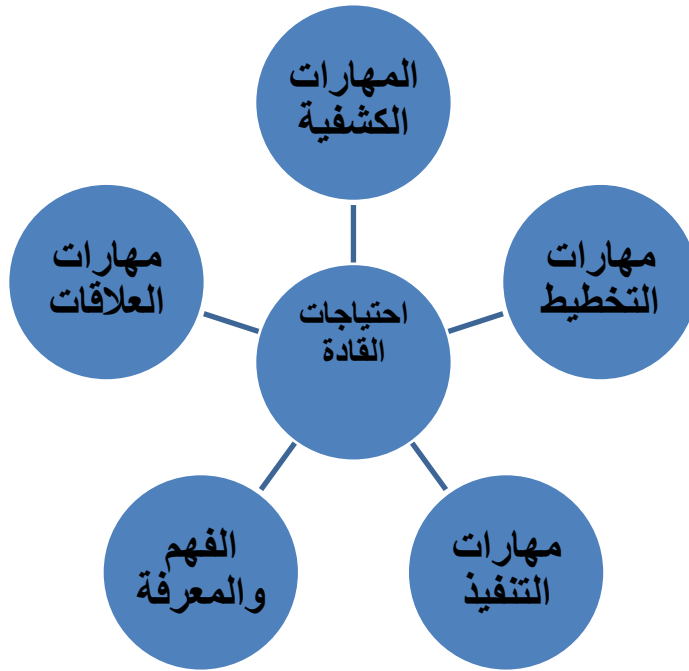 المهارات
الكشفية
مهارات
التخطيط
مهارات
العلاقات
احتياجات
القادة
مهارات
التنفيذ
الفهم
والمعرفة